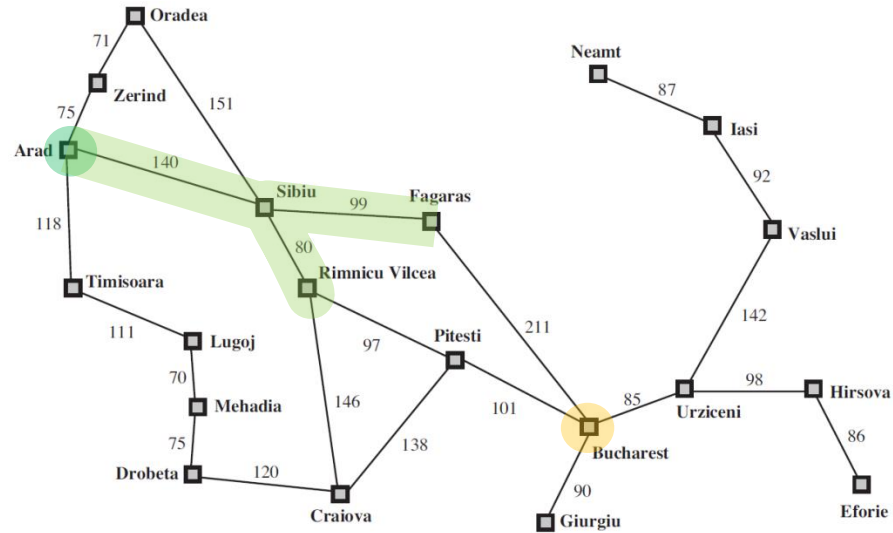 Oradea
71
Neamt
Zerind
87
75
151
Iasi
Arad
140
92
Sibiu
Fagaras
99
118
Vaslui
80
Timisoara
Rimnicu Vilcea
142
111
211
Lugoj
97
Pitesti
70
98
Hirsova
146
85
Mehadia
101
Urziceni
138
86
75
Bucharest
120
Drobeta
90
Craiova
Giurgiu
Eforie